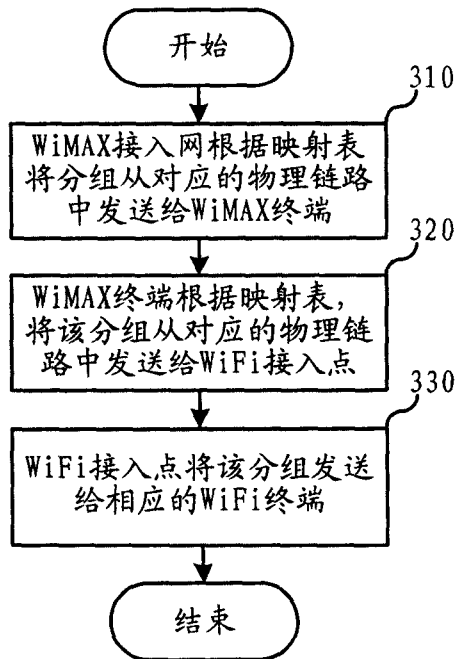 开始
310
WiMAX接入网根据映射表
将分组从对应的物理链路
中发送给WiMAX终端
320
WiMAX终端根据映射表，
将该分组从对应的物理链
路中发送给WiFi接入点
330
WiFi接入点将该分组发送
给相应的WiFi终端
结束